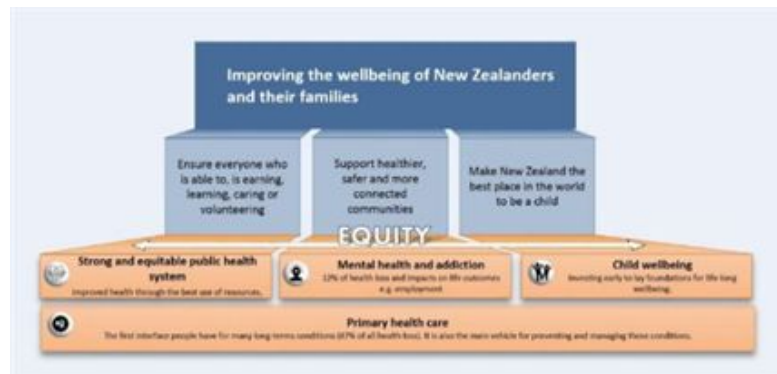 Improving the wellbeing of New Zealanders
and their families
Ensure everyone who
is able to, is earning,
learning, caring or
volunteering
Support healthier,
safer and more
connected
communities
Make New Zealand the
best place in the world
to be a child
EQUITY
Strong and equitable public health
system
Improved health through the best use of resources.
Mental health and addiction
12% of health loss and impacts on life outcomes
e.g. employment
Child wellbeing
Investing early to lay foundations for life long
wellbeing.
Primary health care
The first interface people have for many long terms conditions (87% of all health loss). It is also the main vehicle for preventing and managing these conditions.